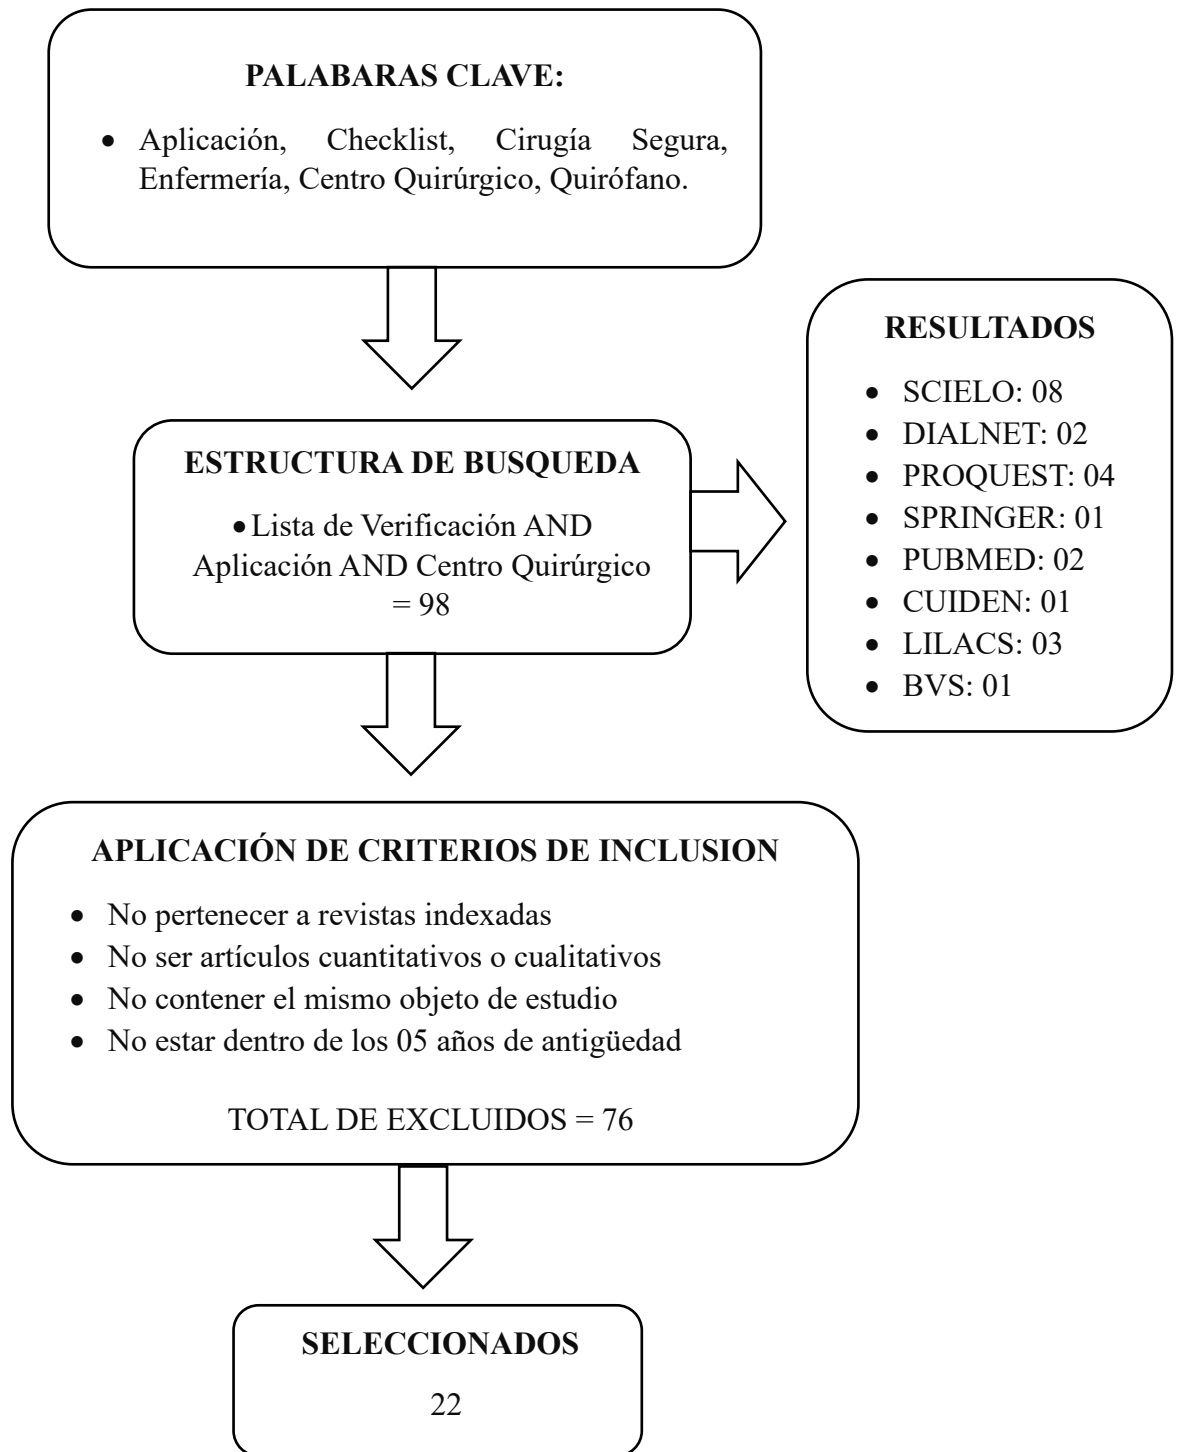 PALABARAS CLAVE:
• Aplicación, Checklist, Cirugía Segura,
Enfermería, Centro Quirúrgico, Quirófano.
ESTRUCTURA DE BUSQUEDA
• Lista de Verificación AND
Aplicación AND Centro Quirúrgico
= 98
RESULTADOS
• SCIELO: 08
• DIALNET: 02
• PROQUEST: 04
• SPRINGER: 01
• PUBMED: 02
• CUIDEN: 01
• LILACS: 03
• BVS: 01
APLICACIÓN DE CRITERIOS DE INCLUSION
• No pertenecer a revistas indexadas
• No ser artículos cuantitativos o cualitativos
• No contener el mismo objeto de estudio
• No estar dentro de los 05 años de antigüedad
TOTAL DE EXCLUIDOS = 76
SELECCIONADOS
22